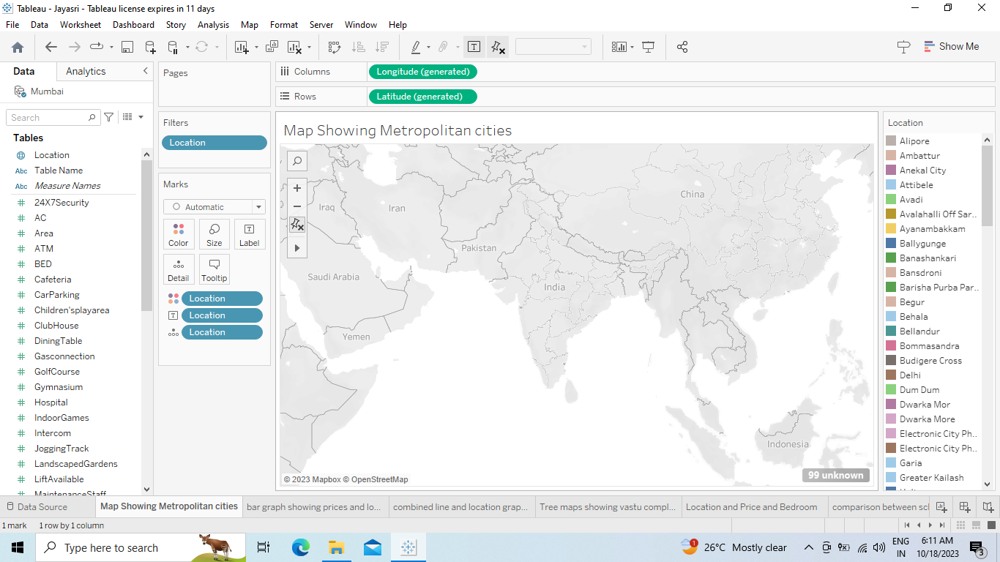 Tableau - Jayasri - Tableau license expires in 11 days
File Data Worksheet Dashboard Story Analysis Map Format Server Window Help
Show Me
Data Analytics
Mumbai
Search
Tables
Location
Abc Table Name
Abc Measure Names
24X7Security
AC
Area
ATM
BED
Cafeteria
CarParking
Children'splayarea
ClubHouse
DiningTable
Gasconnection
GolfCourse
Gymnasium
Hospital
IndoorGames
Intercom
JoggingTrack
LandscapedGardens
LiftAvailable
MaintenanceStaff
Pages
Filters
Location
Marks
Automatic
Color Size Label
Detail Tooltip
Location
Location
Location
Columns Longitude (generated)
Rows Latitude (generated)
Map Showing Metropolitan cities
China
Iraq Iran
Pakistan
Saudi Arabia
India
Yemen
Indonesia
© 2023 Mapbox © OpenStreetMap
99 unknown
Location
Alipore
Ambattur
Anekal City
Attibele
Avadi
Avalahalli Off Sar..
Ayanambakkam
Ballygunge
Banashankari
Bansdroni
Barisha Purba Par..
Begur
Behala
Bellandur
Bommasandra
Budigere Cross
Delhi
Dum Dum
Dwarka Mor
Dwarka More
Electronic City Ph..
Electronic City Ph..
Garia
Greater Kailash
Data Source Map Showing Metropolitan cities bar graph showing prices and lo... combined line and location grap... Tree maps showing vastu compl... Location and Price and Bedroom comparison between scl
1 mark 1 row by 1 column
Type here to search
1
26°C Mostly clear
ENG
IN
6:11 AM
10/18/2023
3